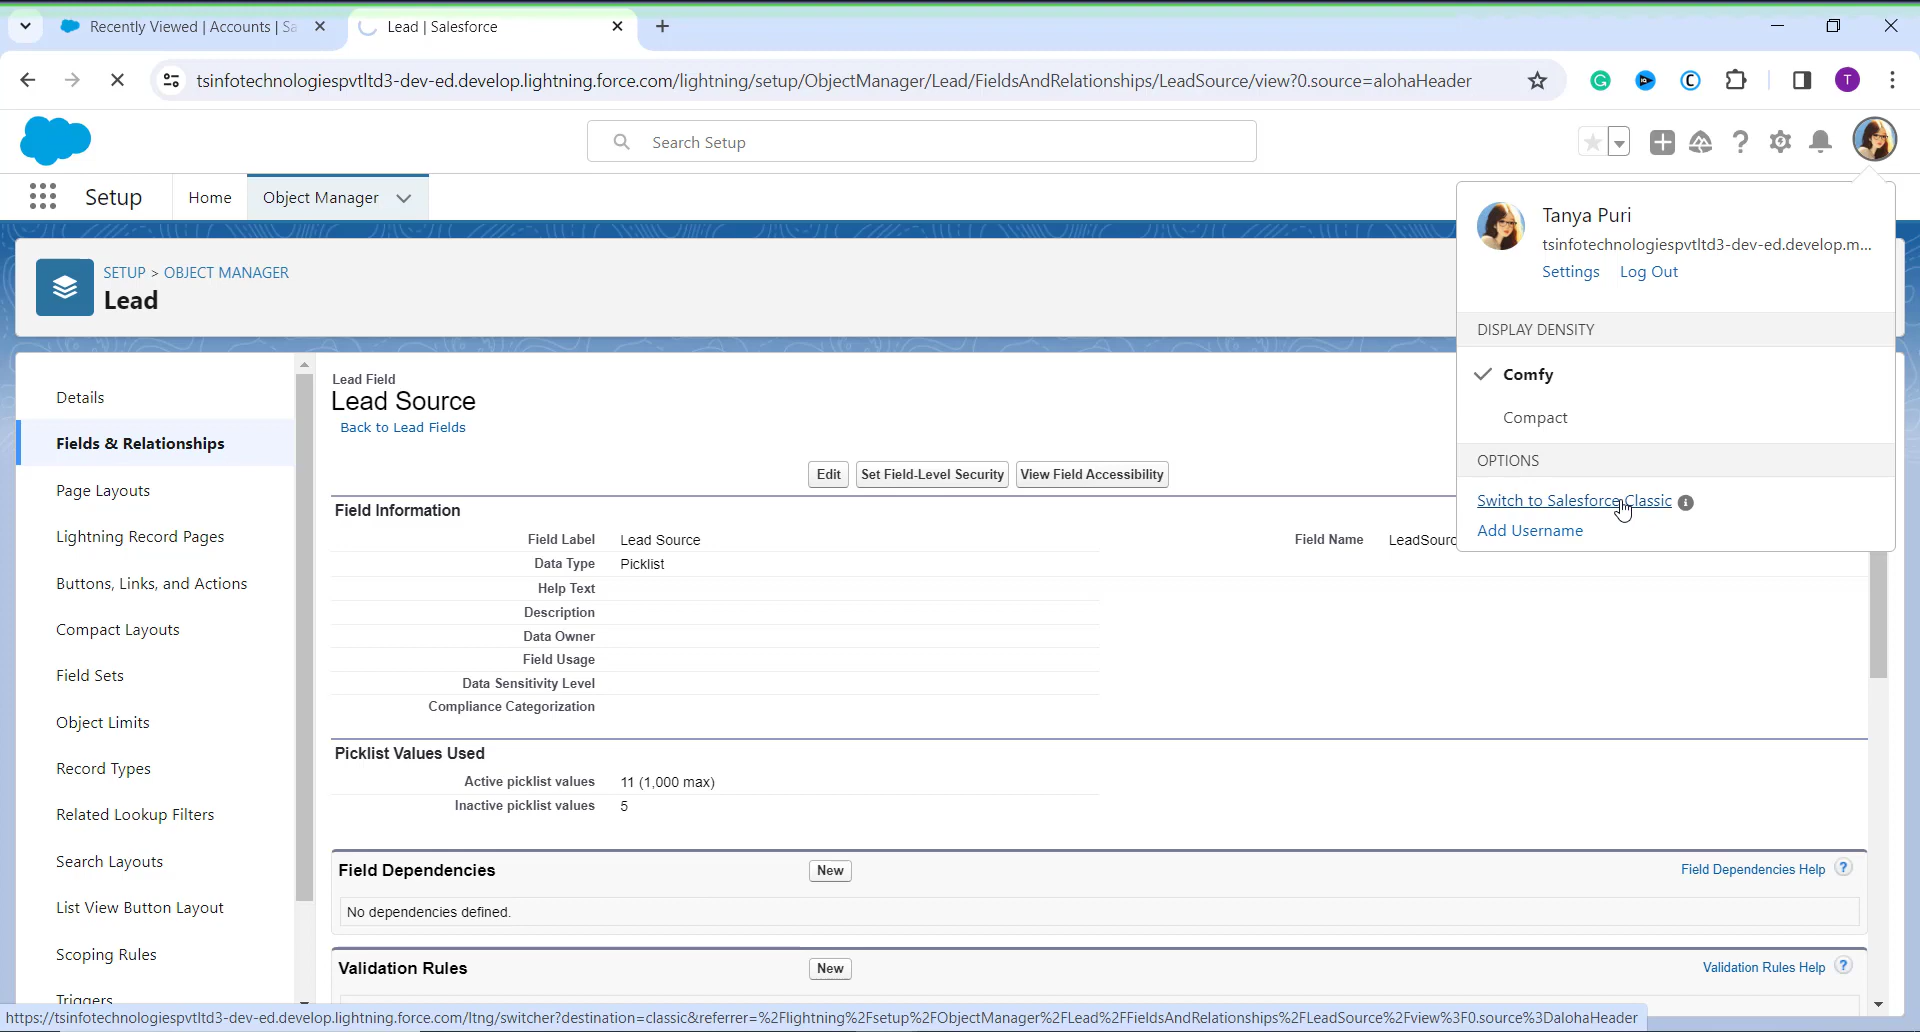 Recently Viewed | Accounts | Sa
Lead | Salesforce
tsinfotechnologiespvtltd3-dev-ed.develop.lightning.force.com/lightning/setup/ObjectManager/Lead/FieldsAndRelationships/LeadSource/view?0.source=alohaHeader
T
Search Setup
Setup
Home
Object Manager
SETUP > OBJECT MANAGER
Lead
Tanya Puri
tsinfotechnologiespvtltd3-dev-ed.develop.m...
Settings Log Out
DISPLAY DENSITY
Comfy
Compact
OPTIONS
Switch to Salesforce Classic
Add Username
Details
Fields & Relationships
Page Layouts
Lightning Record Pages
Buttons, Links, and Actions
Compact Layouts
Field Sets
Object Limits
Record Types
Related Lookup Filters
Search Layouts
List View Button Layout
Scoping Rules
Triggers
Lead Field
Lead Source
Back to Lead Fields
Edit Set Field-Level Security View Field Accessibility
Field Information
Field Label Lead Source
Field Name LeadSourc
Data Type Picklist
Help Text
Description
Data Owner
Field Usage
Data Sensitivity Level
Compliance Categorization
Picklist Values Used
Active picklist values 11 (1,000 max)
Inactive picklist values 5
Field Dependencies New Field Dependencies Help ?
No dependencies defined.
Validation Rules New Validation Rules Help ?
https://tsinfotechnologiespvtltd3-dev-ed.develop.lightning.force.com/ltng/switcher?destination=classic&referrer=%2Flightning%2Fsetup%2FObjectManager%2FLead%2FFieldsAndRelationships%2FLeadSource%2Fview%3F0.source%3DalohaHeader